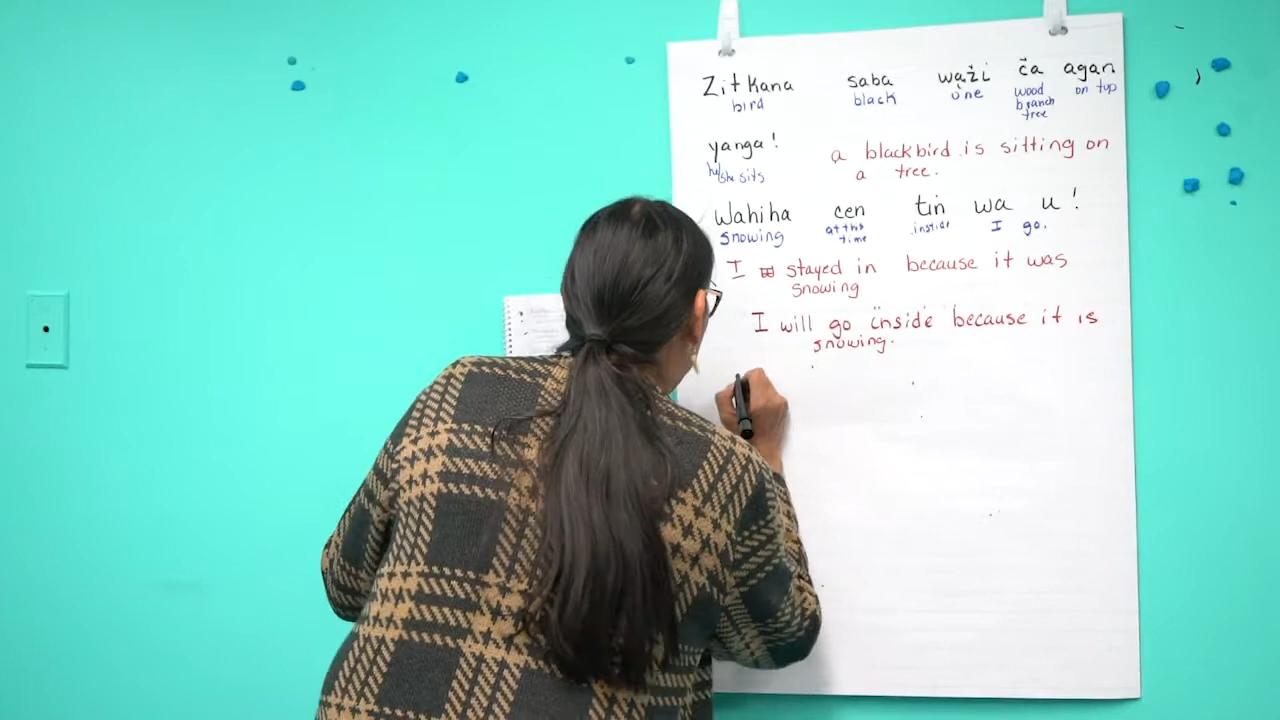 Zitkana saba waži ča agan
bird black one wood on top
branch
tree
yanga! a blackbird is sitting on
he/she sits a tree.
Wahiha cen tin wa u!
snowing at this inside I go.
time
I stayed in because it was
snowing
I will go inside because it is
snowing.